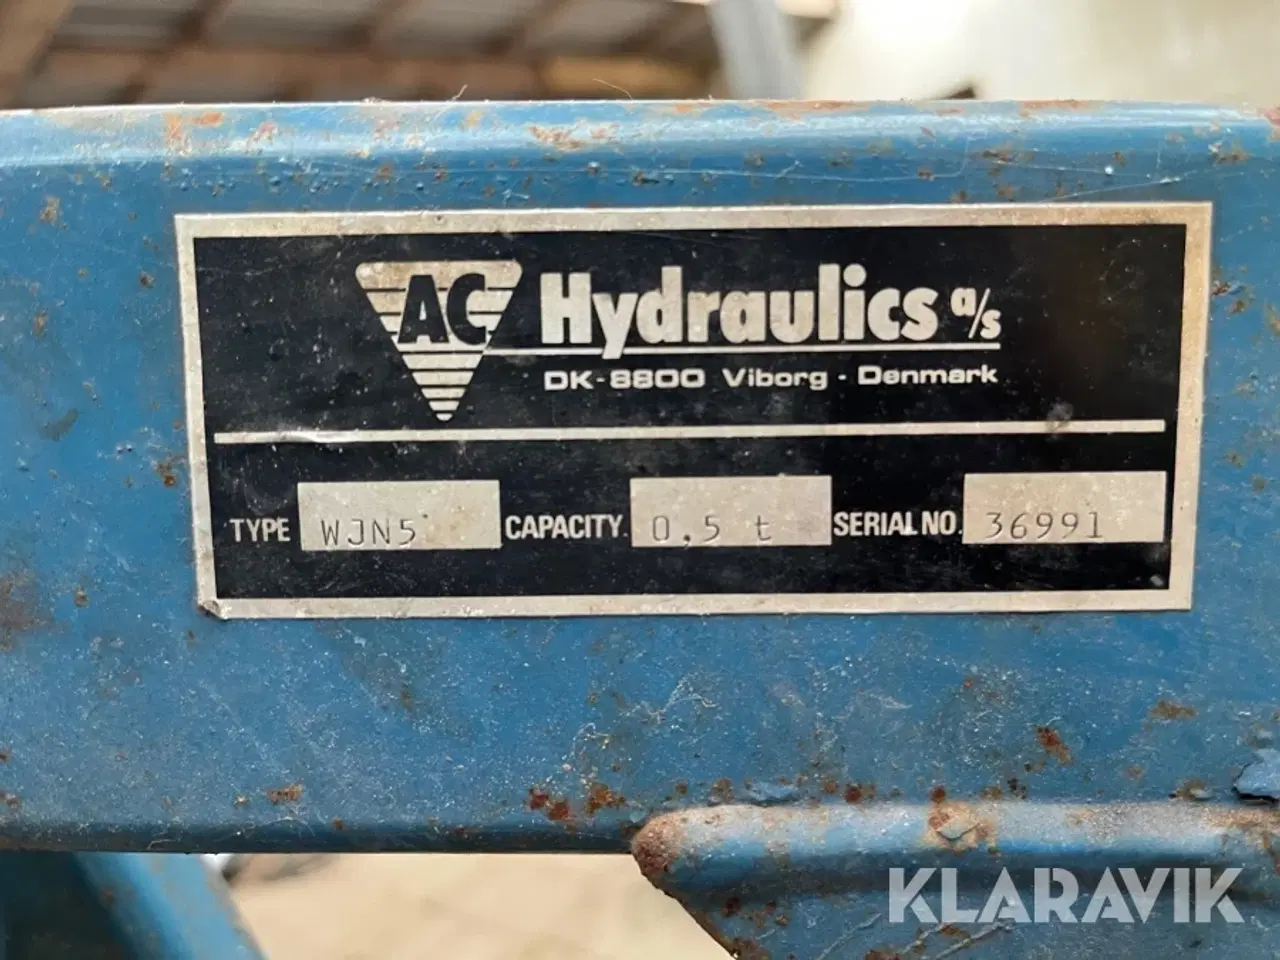 AC Hydraulics a/s
DK-8800 Viborg - Denmark
TYPE WJN5 CAPACITY. 0,5 t SERIAL NO. 36991
KLARAVIK